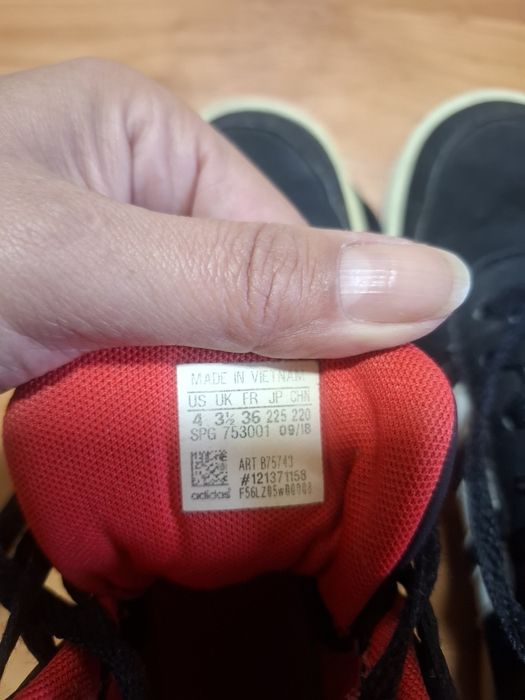 MADE IN VIETNAM
US UK FR JP CHN
4 3½ 36 225 220
SPG 753001 09/18
ART B75743
#121371158
adidas